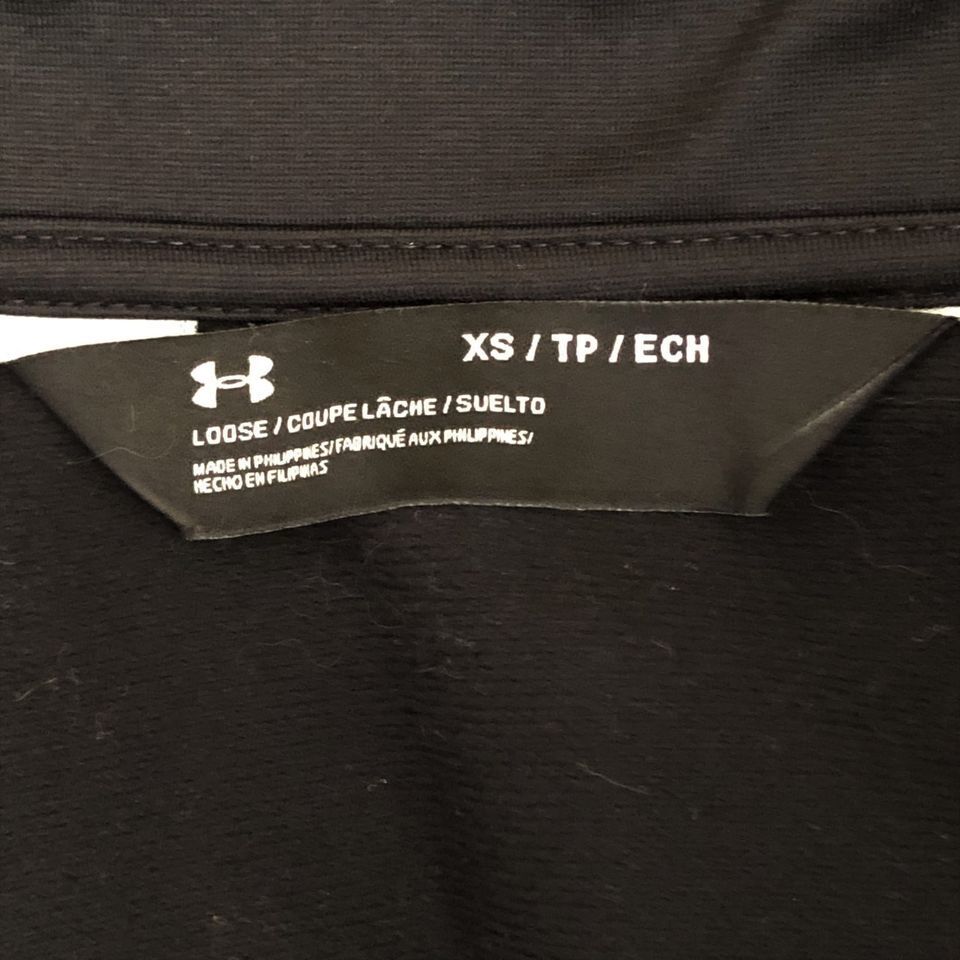 XS / TP / ECH
LOOSE / COUPE LÂCHE / SUELTO
MADE IN PHILIPPINES/FABRIQUÉ AUX PHILIPPINES/
HECHO EN FILIPINAS